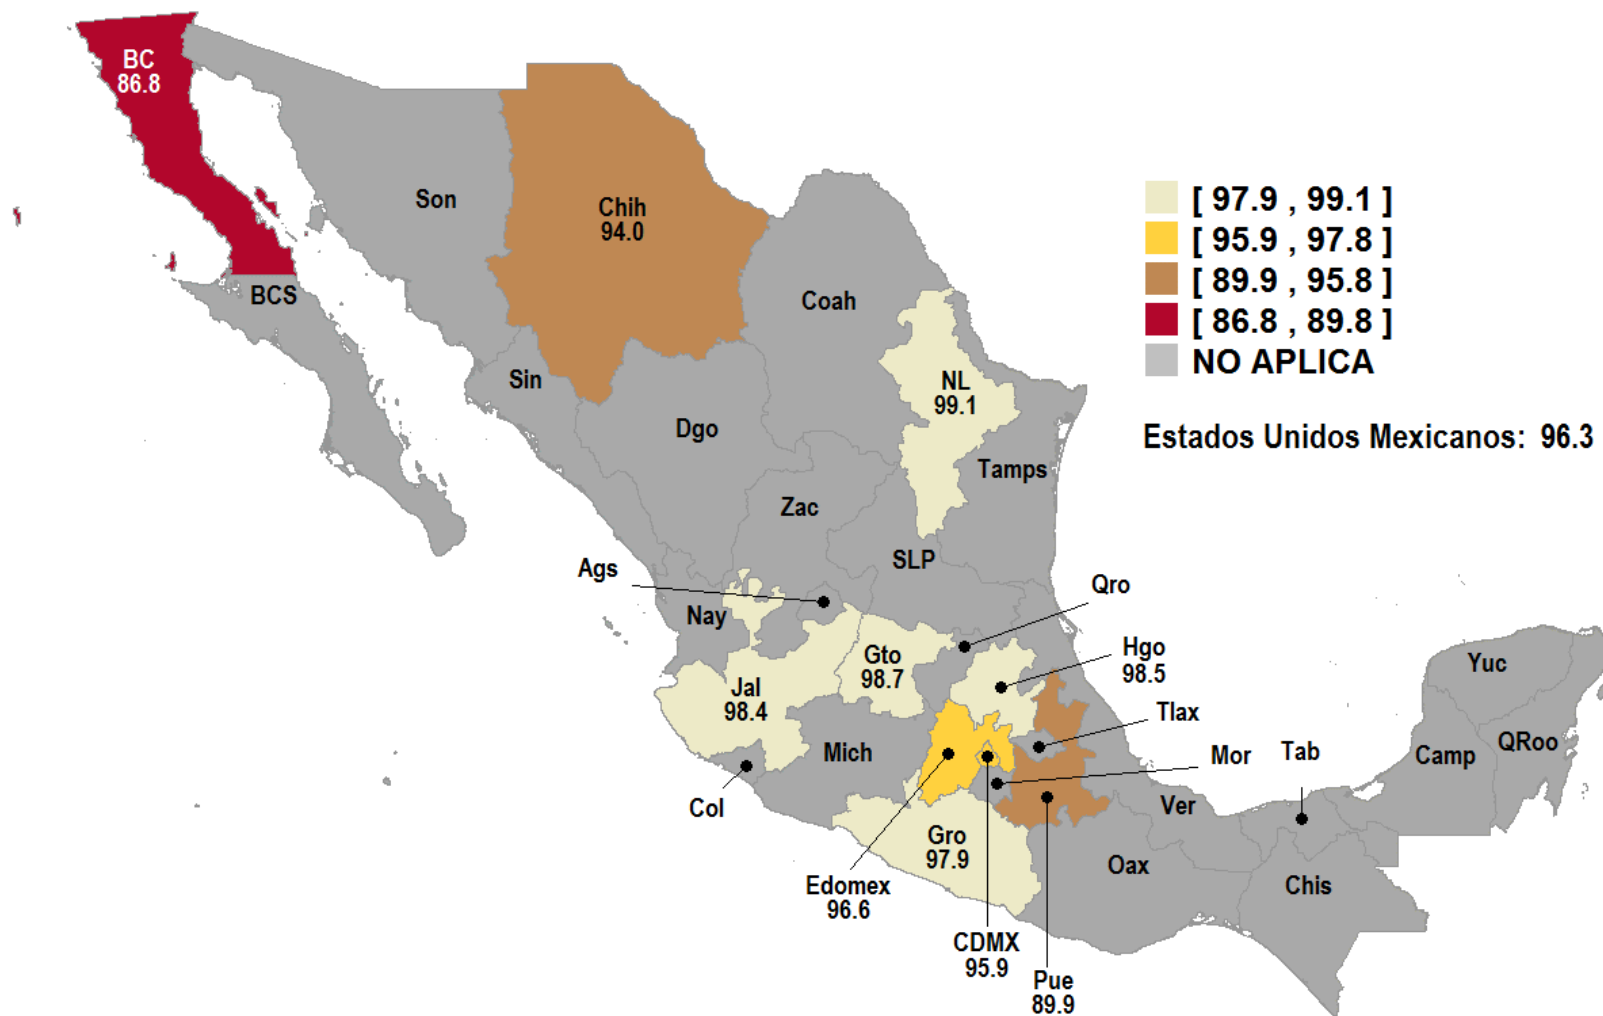 BC
86.8
Son
Chih
94.0
BCS
Coah
Sin
NL
99.1
Dgo
Tamps
Zac
SLP
Ags
Nay
Qro
Gto
98.7
Hgo
98.5
Jal
98.4
Tlax
Mich
Mor
Tab
Col
Ver
Yuc
Camp
QRoo
Gro
97.9
Oax
Chis
Edomex
96.6
CDMX
95.9
Pue
89.9
[ 97.9 , 99.1 ]
[ 95.9 , 97.8 ]
[ 89.9 , 95.8 ]
[ 86.8 , 89.8 ]
NO APLICA
Estados Unidos Mexicanos: 96.3